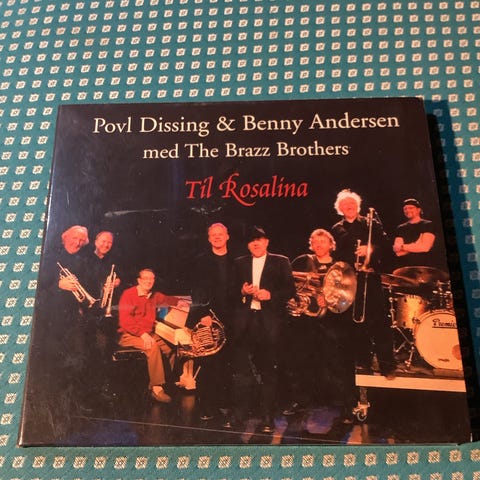 Povl Dissing & Benny Andersen
med The Brazz Brothers
Til Rosalina
Premier